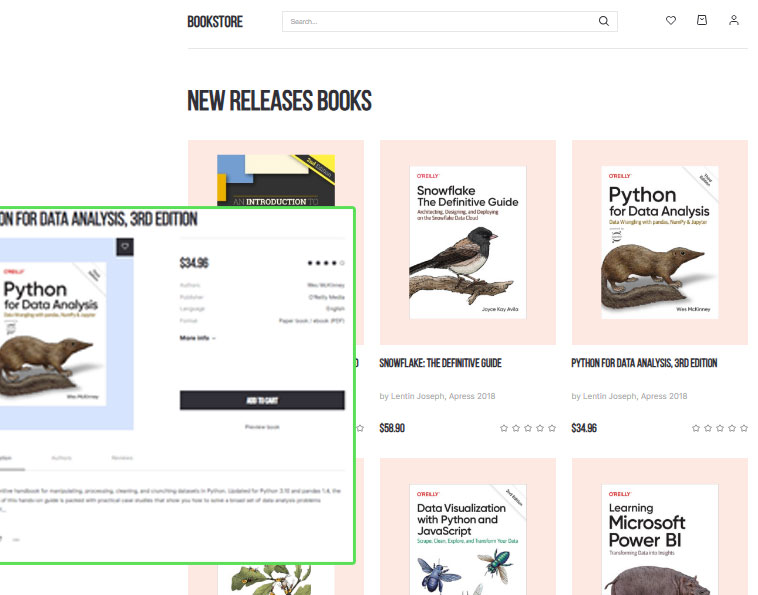 BOOKSTORE
Search...
NEW RELEASES BOOKS
2nd Edition
AN INTRODUCTION TO
O'REILLY
Snowflake
The Definitive Guide
Architecting, Designing, and Deploying
on the Snowflake Data Cloud
Joyce Kay Avila
O'REILLY
Third Edition
Python
for Data Analysis
Data Wrangling with pandas, NumPy & Jupyter
Wes McKinney
SNOWFLAKE: THE DEFINITIVE GUIDE
by Lentin Joseph, Apress 2018
$58.90
PYTHON FOR DATA ANALYSIS, 3RD EDITION
by Lentin Joseph, Apress 2018
$34.96
O'REILLY
3rd Edition
Data Visualization
with Python and
JavaScript
Scrape, Clean, Explore, and Transform Your Data
O'REILLY
Learning
Microsoft
Power BI
Transforming Data into Insights
ON FOR DATA ANALYSIS, 3RD EDITION
O'REILLY
Python
for Data Analysis
Data Wrangling with pandas, NumPy & Jupyter
Wes McKinney
$34.96
Authors Wes McKinney
Publisher O'Reilly Media
Language English
Format Paper book / ebook (PDF)
More info
ADD TO CART
Preview book
Authors
Reviews
handbook for manipulating, processing, cleaning, and crunching datasets in Python. Updated for Python 3.10 and pandas 1.4, the
of this hands-on guide is packed with practical case studies that show you how to solve a broad set of data analysis problems